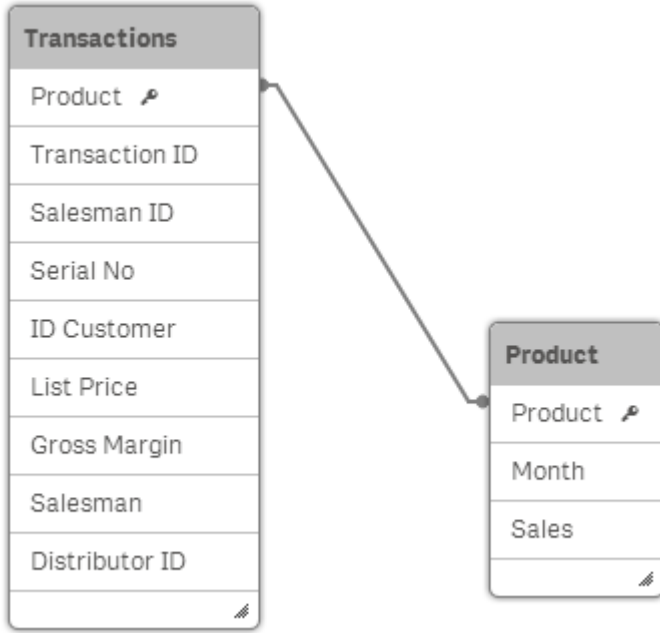 Transactions
Product
Transaction ID
Salesman ID
Serial No
ID Customer
List Price
Gross Margin
Salesman
Distributor ID
Product
Product
Month
Sales